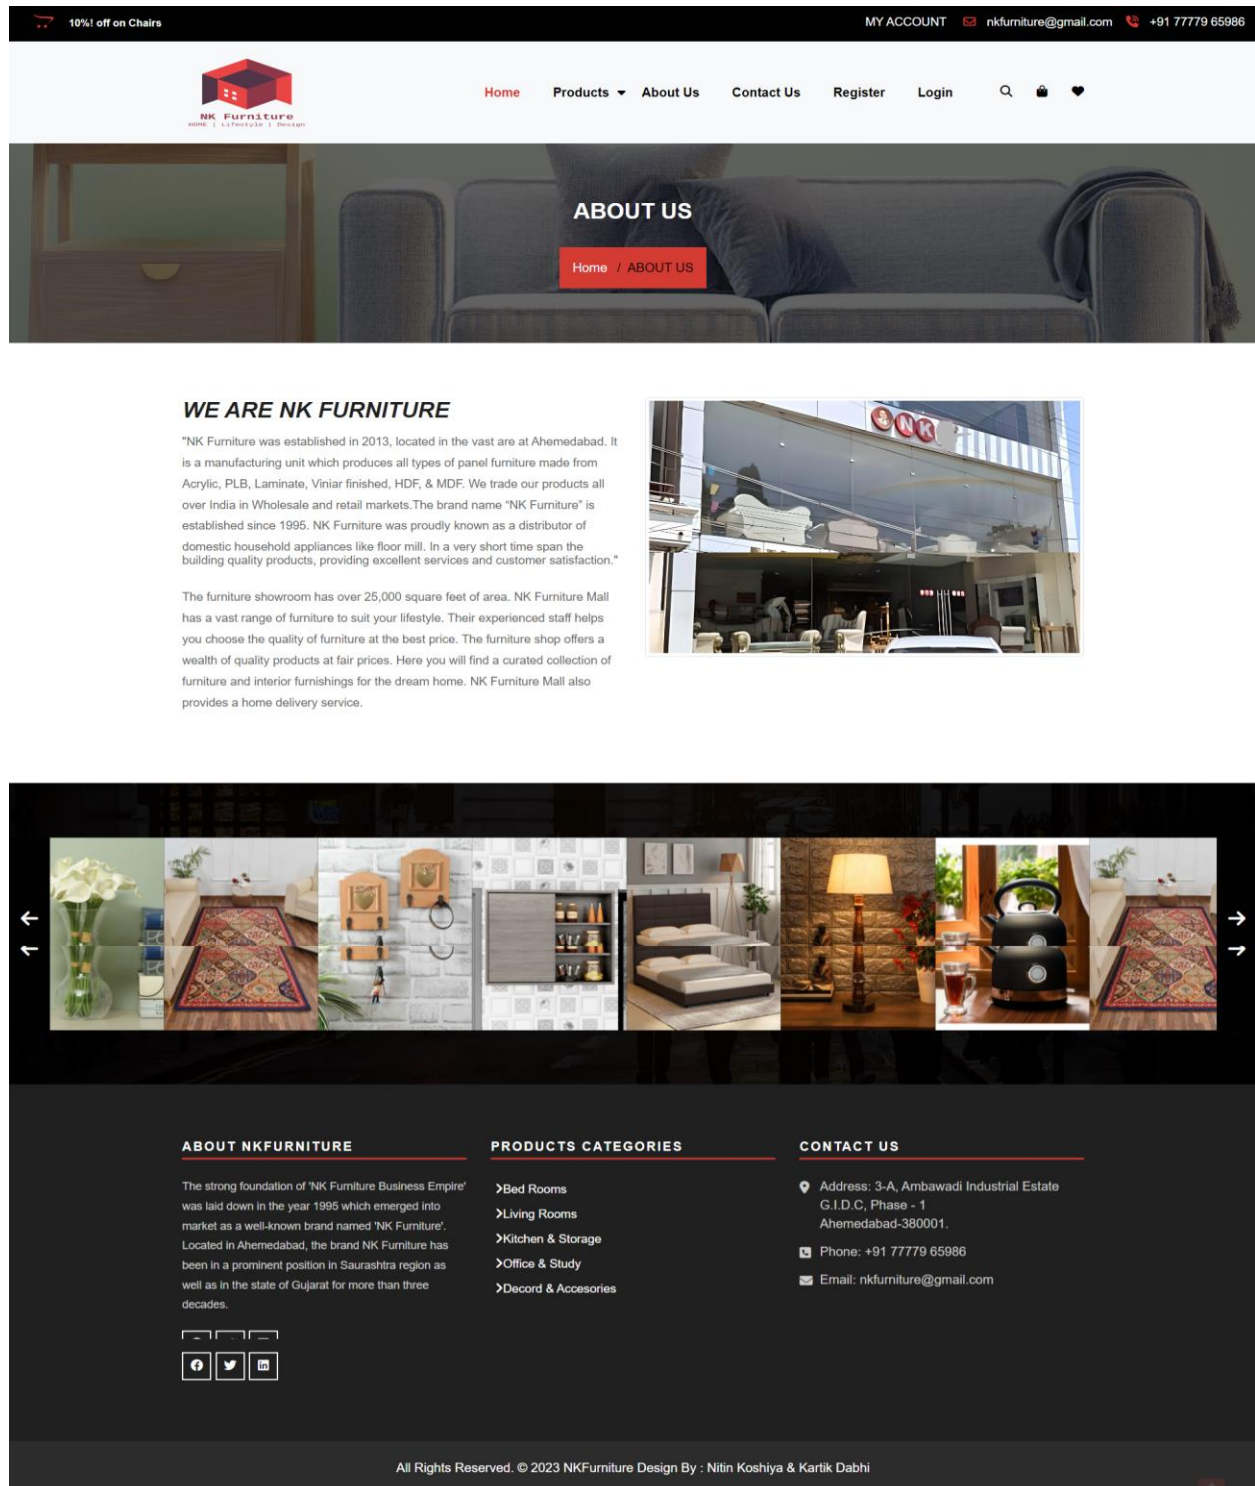 10%! off on Chairs
MY ACCOUNT nkfurniture@gmail.com +91 77779 65986
NK Furniture
HOME | Lifestyle | Design
Home Products About Us Contact Us Register Login
ABOUT US
Home / ABOUT US
WE ARE NK FURNITURE
"NK Furniture was established in 2013, located in the vast are at Ahemedabad. It
is a manufacturing unit which produces all types of panel furniture made from
Acrylic, PLB, Laminate, Viniar finished, HDF, & MDF. We trade our products all
over India in Wholesale and retail markets.The brand name “NK Furniture” is
established since 1995. NK Furniture was proudly known as a distributor of
domestic household appliances like floor mill. In a very short time span the
building quality products, providing excellent services and customer satisfaction."
The furniture showroom has over 25,000 square feet of area. NK Furniture Mall
has a vast range of furniture to suit your lifestyle. Their experienced staff helps
you choose the quality of furniture at the best price. The furniture shop offers a
wealth of quality products at fair prices. Here you will find a curated collection of
furniture and interior furnishings for the dream home. NK Furniture Mall also
provides a home delivery service.
NK
ABOUT NKFURNITURE
The strong foundation of 'NK Furniture Business Empire'
was laid down in the year 1995 which emerged into
market as a well-known brand named 'NK Furniture'.
Located in Ahemedabad, the brand NK Furniture has
been in a prominent position in Saurashtra region as
well as in the state of Gujarat for more than three
decades.
PRODUCTS CATEGORIES
Bed Rooms
Living Rooms
Kitchen & Storage
Office & Study
Decord & Accesories
CONTACT US
Address: 3-A, Ambawadi Industrial Estate
G.I.D.C, Phase - 1
Ahemedabad-380001.
Phone: +91 77779 65986
Email: nkfurniture@gmail.com
All Rights Reserved. © 2023 NKFurniture Design By : Nitin Koshiya & Kartik Dabhi